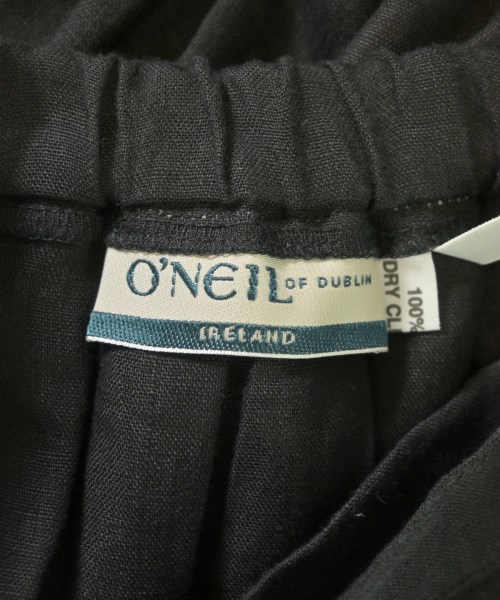 O'NEIL OF DUBLIN
IRELAND
100%
DRY CL